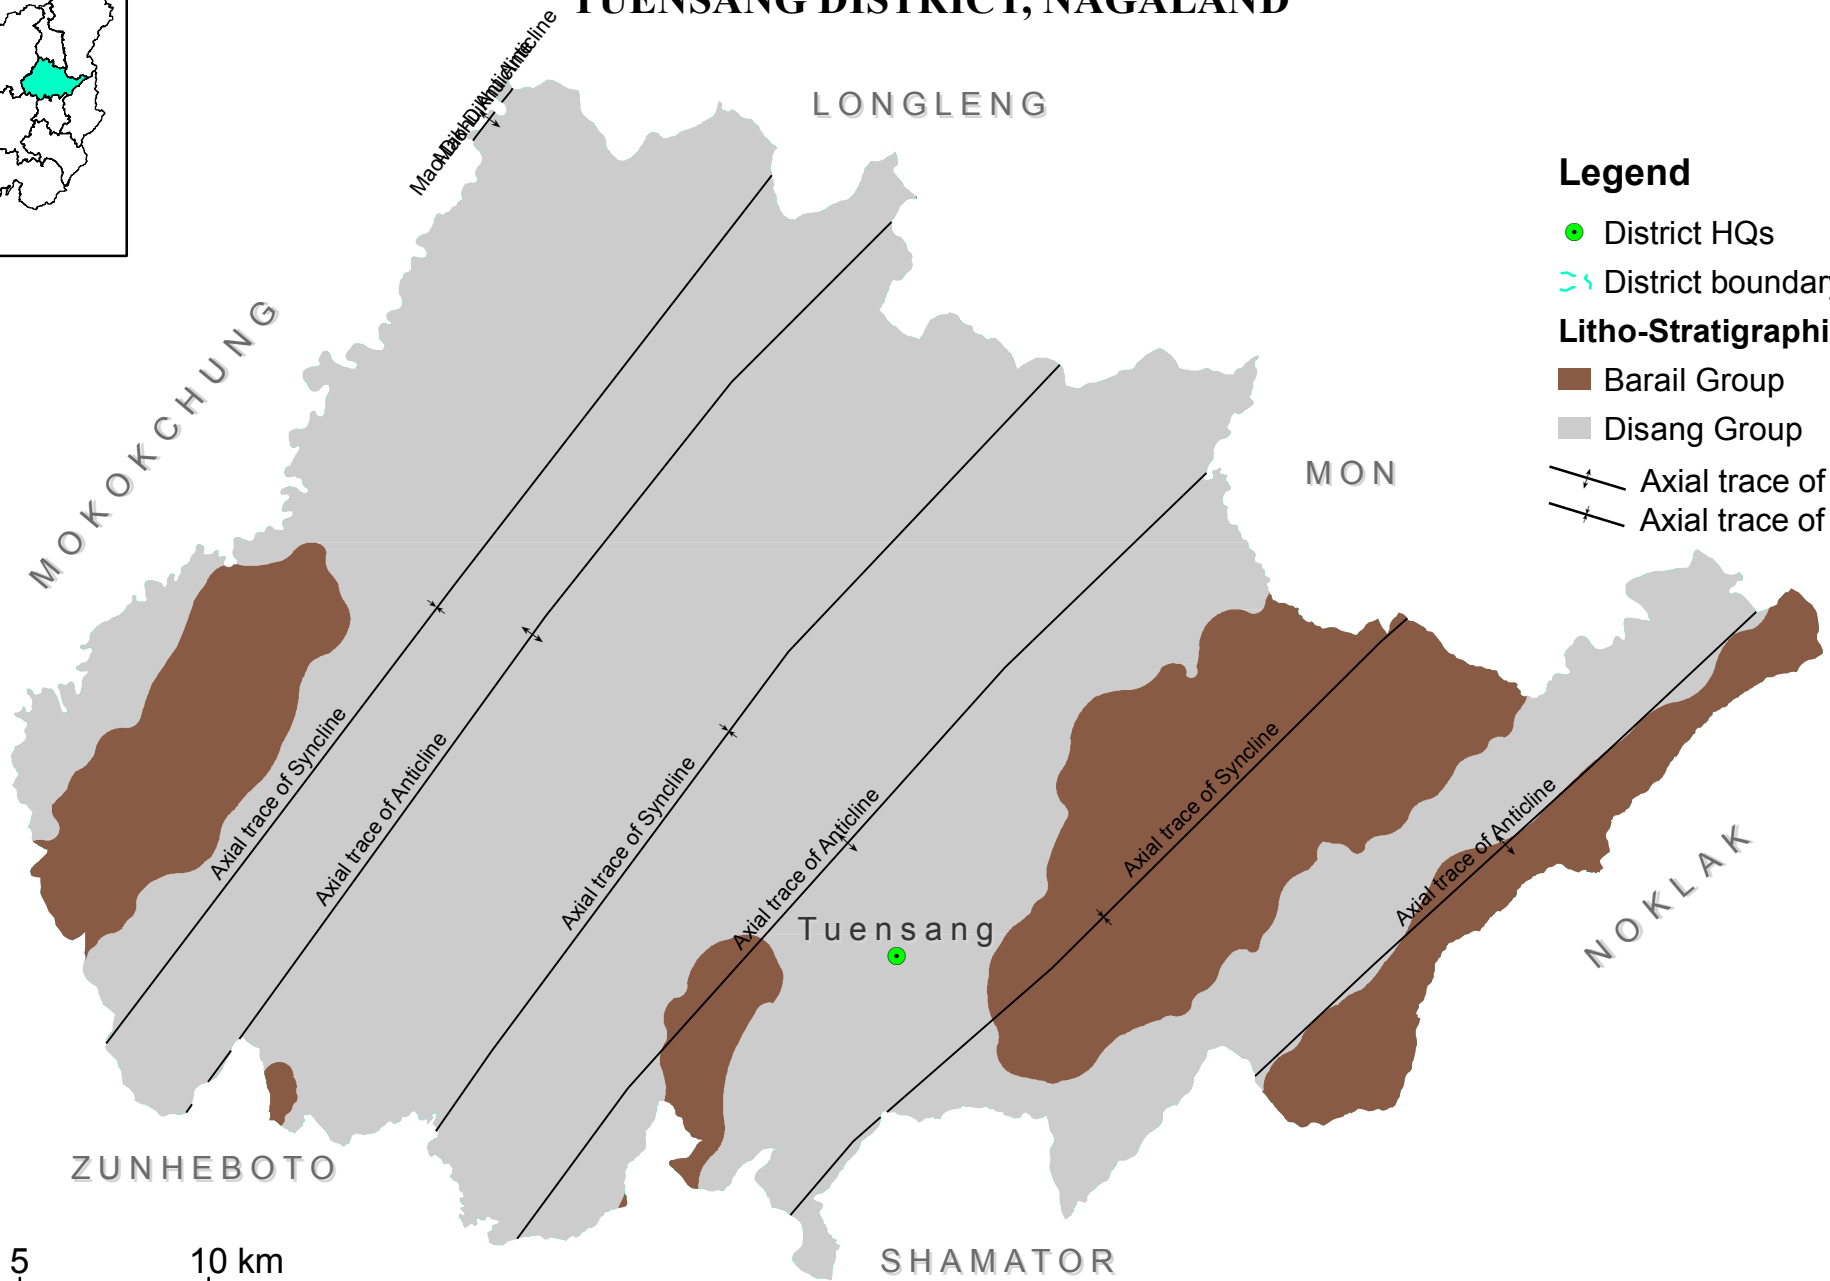 TUENSANG DISTRICT, NAGALAND
LONGLENG
Legend
District HQs
District boundary
Litho-Stratigraphi
Barail Group
Disang Group
Axial trace of
Axial trace of
MOKOKCHUNG
MON
Axial trace of Syncline
Axial trace of Anticline
Axial trace of Syncline
Axial trace of Anticline
Axial trace of Syncline
Axial trace of Anticline
Tuensang
NOKLAK
ZUNHEBOTO
SHAMATOR
5
10 km